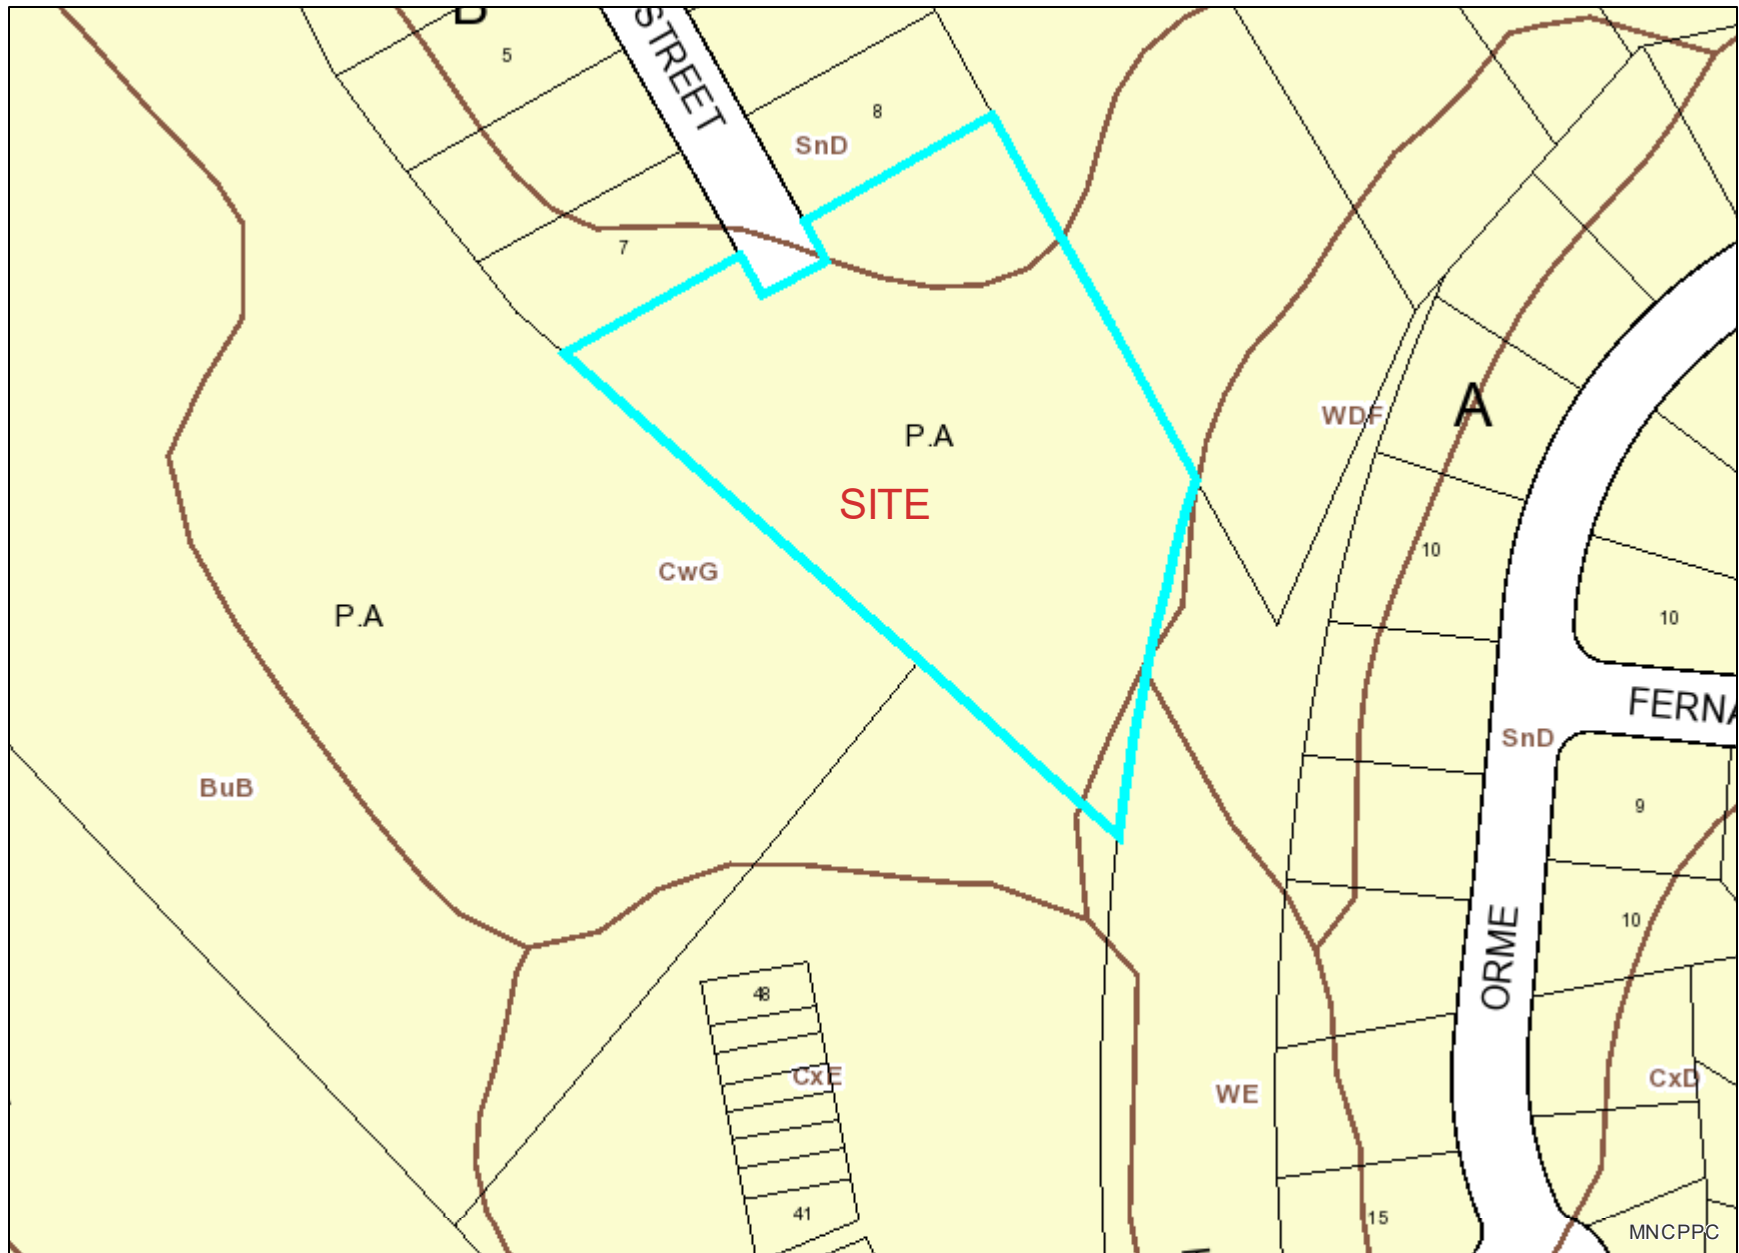 B
STREET
5
8
SnD
7
WDF
A
P.A
SITE
10
CwG
P.A
10
FERNA
SnD
BuB
9
10
ORME
48
CxE
WE
CxD
41
15
MNCPPC